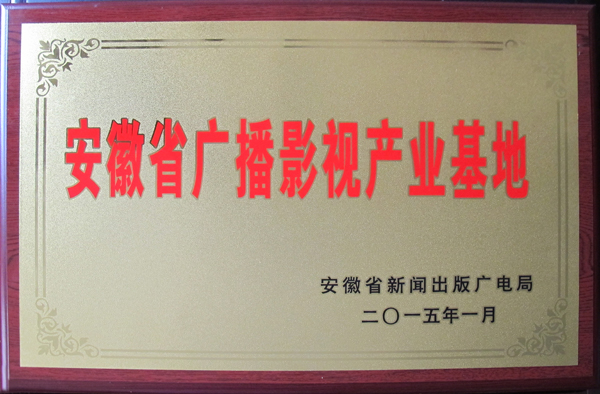 安徽省广播影视产业基地
安徽省新闻出版广电局
二〇一五年一月